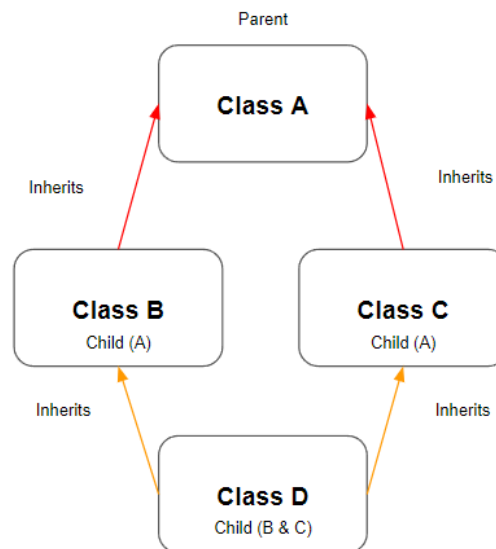 Parent
Class A
Inherits
Inherits
Class B
Child (A)
Class C
Child (A)
Inherits
Inherits
Class D
Child (B & C)